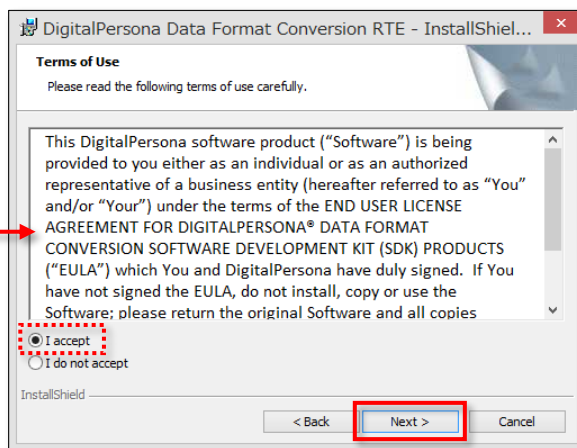 DigitalPersona Data Format Conversion RTE - InstallShiel...
Terms of Use
Please read the following terms of use carefully.
This DigitalPersona software product (“Software”) is being
provided to you either as an individual or as an authorized
representative of a business entity (hereafter referred to as “You”
and/or “Your”) under the terms of the END USER LICENSE
AGREEMENT FOR DIGITALPERSONA® DATA FORMAT
CONVERSION SOFTWARE DEVELOPMENT KIT (SDK) PRODUCTS
(“EULA”) which You and DigitalPersona have duly signed.  If You
have not signed the EULA, do not install, copy or use the
Software; please return the original Software and all copies
I accept
I do not accept
InstallShield
< Back
Next >
Cancel